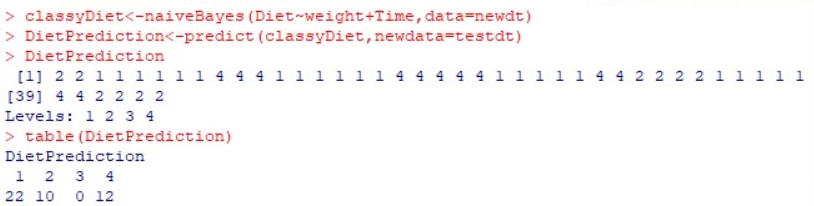 > classyDiet<-naiveBayes(Diet~weight+Time,data=newdt)
> DietPrediction<-predict(classyDiet,newdata=testdt)
> DietPrediction
[1] 2 2 1 1 1 1 1 1 4 4 4 1 1 1 1 1 1 4 4 4 4 4 1 1 1 1 1 4 4 2 2 2 2 1 1 1 1 1
[39] 4 4 2 2 2 2
Levels: 1 2 3 4
> table(DietPrediction)
DietPrediction
1 2 3 4
22 10 0 12